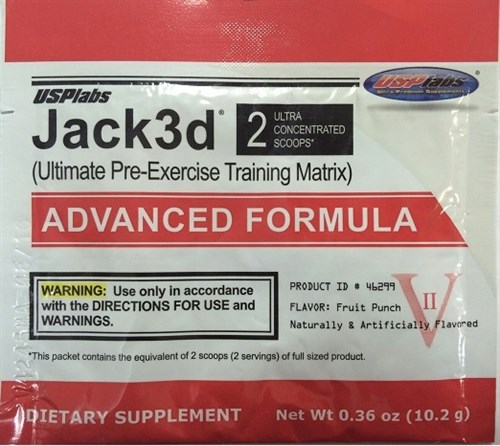 USPlabs
USPlabs®
Jack3d®
2 ULTRA
CONCENTRATED
SCOOPS*
(Ultimate Pre-Exercise Training Matrix)
ADVANCED FORMULA
WARNING: Use only in accordance
with the DIRECTIONS FOR USE and
WARNINGS.
PRODUCT ID # 46299
FLAVOR: Fruit Punch
Naturally & Artificially Flavored
VII
*This packet contains the equivalent of 2 scoops (2 servings) of full sized product.
DIETARY SUPPLEMENT
Net Wt 0.36 oz (10.2 g)